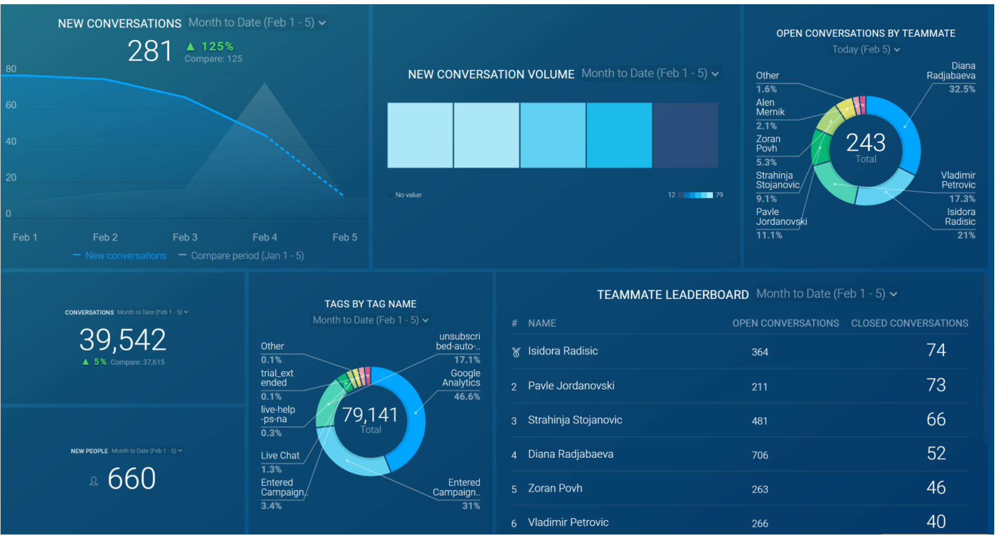 NEW CONVERSATIONS Month to Date (Feb 1 - 5)
281 ▲ 125%
Compare: 125
80
60
40
20
0
Feb 1 Feb 2 Feb 3 Feb 4 Feb 5
New conversations Compare period (Jan 1 - 5)
NEW CONVERSATION VOLUME Month to Date (Feb 1 - 5)
No value
12 79
OPEN CONVERSATIONS BY TEAMMATE
Today (Feb 5)
Other
1.6%
Alen
Mernik
2.1%
Zoran
Povh
5.3%
Strahinja
Stojanovic
9.1%
Pavle
Jordanovski
11.1%
243
Total
Diana
Radjabaeva
32.5%
Vladimir
Petrovic
17.3%
Isidora
Radisic
21%
CONVERSATIONS Month to Date (Feb 1 - 5)
39,542
▲ 5% Compare: 37,615
NEW PEOPLE Month to Date (Feb 1 - 5)
660
TAGS BY TAG NAME
Month to Date (Feb 1 - 5)
Other
0.1%
trial_ext
ended
0.1%
live-help
-ps-na
0.3%
Live Chat
1.3%
Entered
Campaign..
3.4%
79,141
Total
unsubscri
bed-auto-..
17.1%
Google
Analytics
46.6%
Entered
Campaign..
31%
TEAMMATE LEADERBOARD Month to Date (Feb 1 - 5)
# NAME OPEN CONVERSATIONS CLOSED CONVERSATIONS
Isidora Radisic 364 74
2 Pavle Jordanovski 211 73
3 Strahinja Stojanovic 481 66
4 Diana Radjabaeva 706 52
5 Zoran Povh 263 46
6 Vladimir Petrovic 266 40